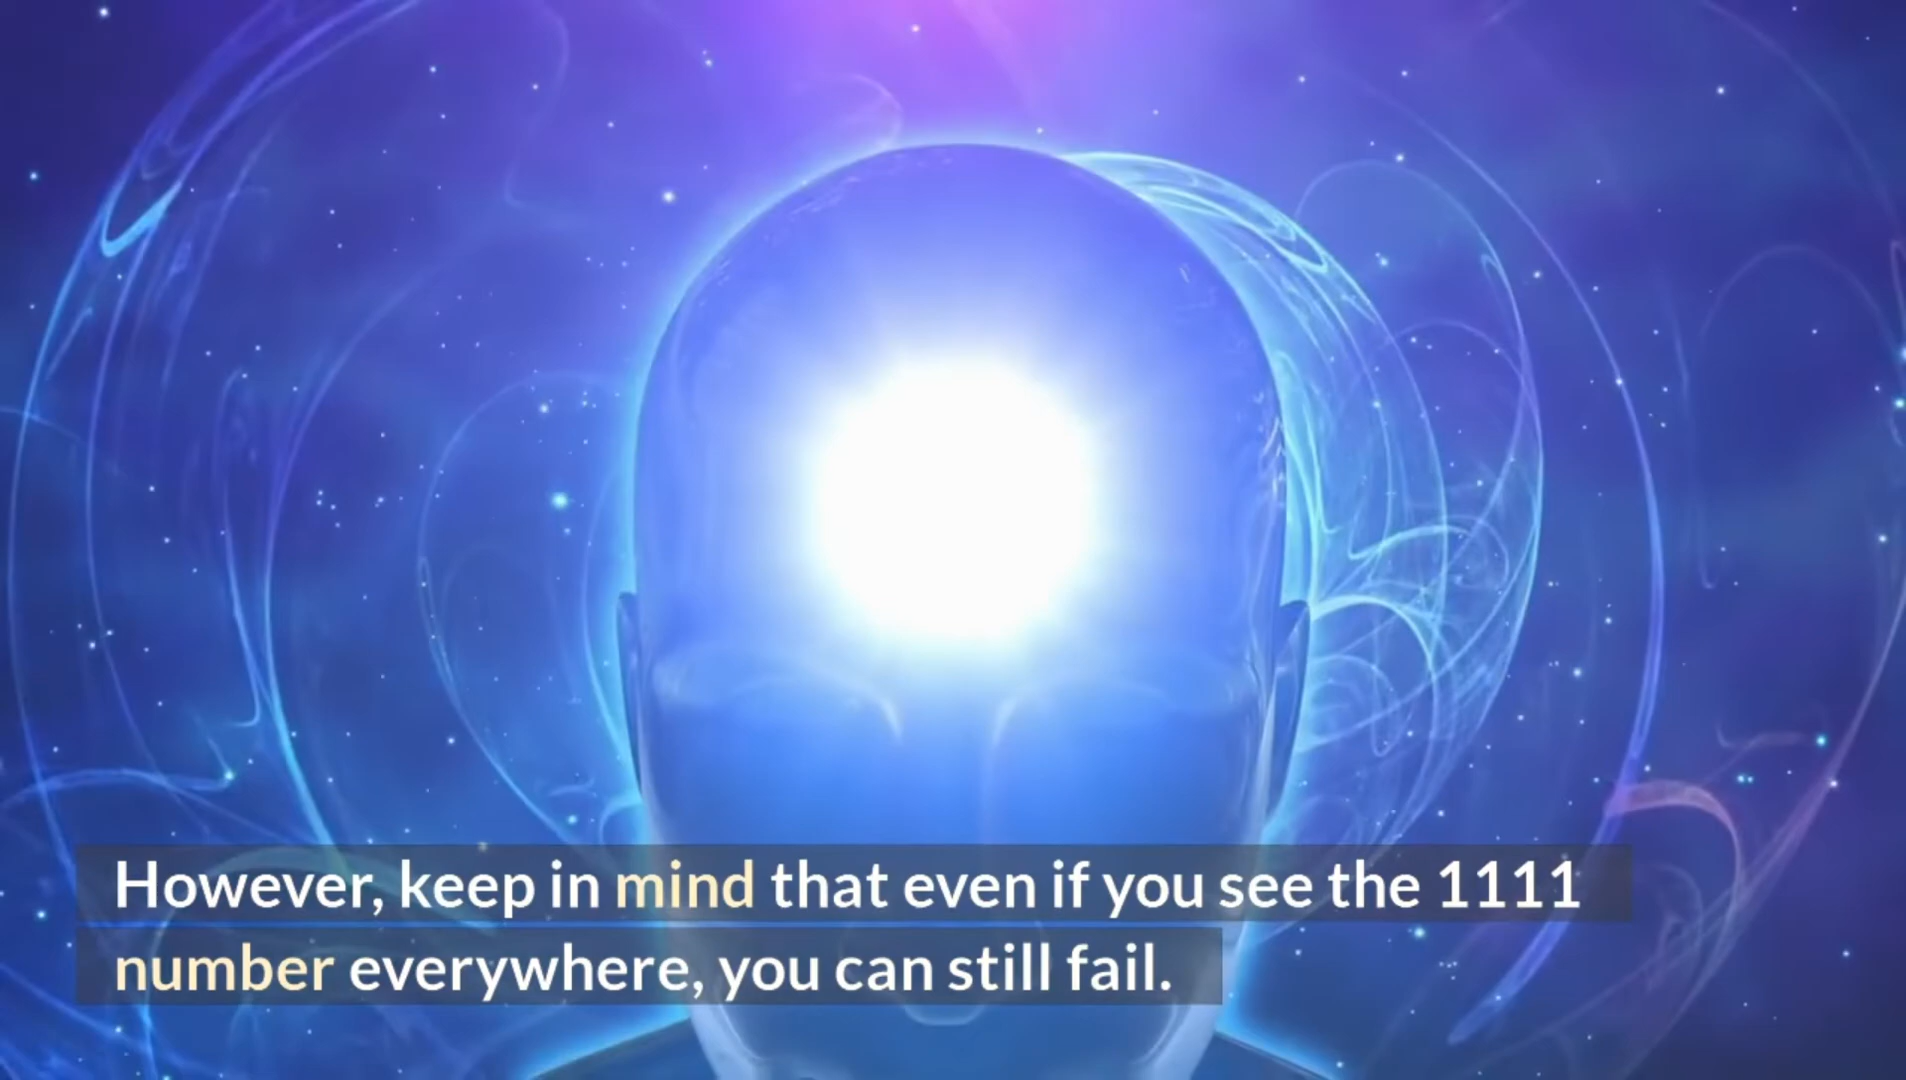 However, keep in mind that even if you see the 1111
number everywhere, you can still fail.